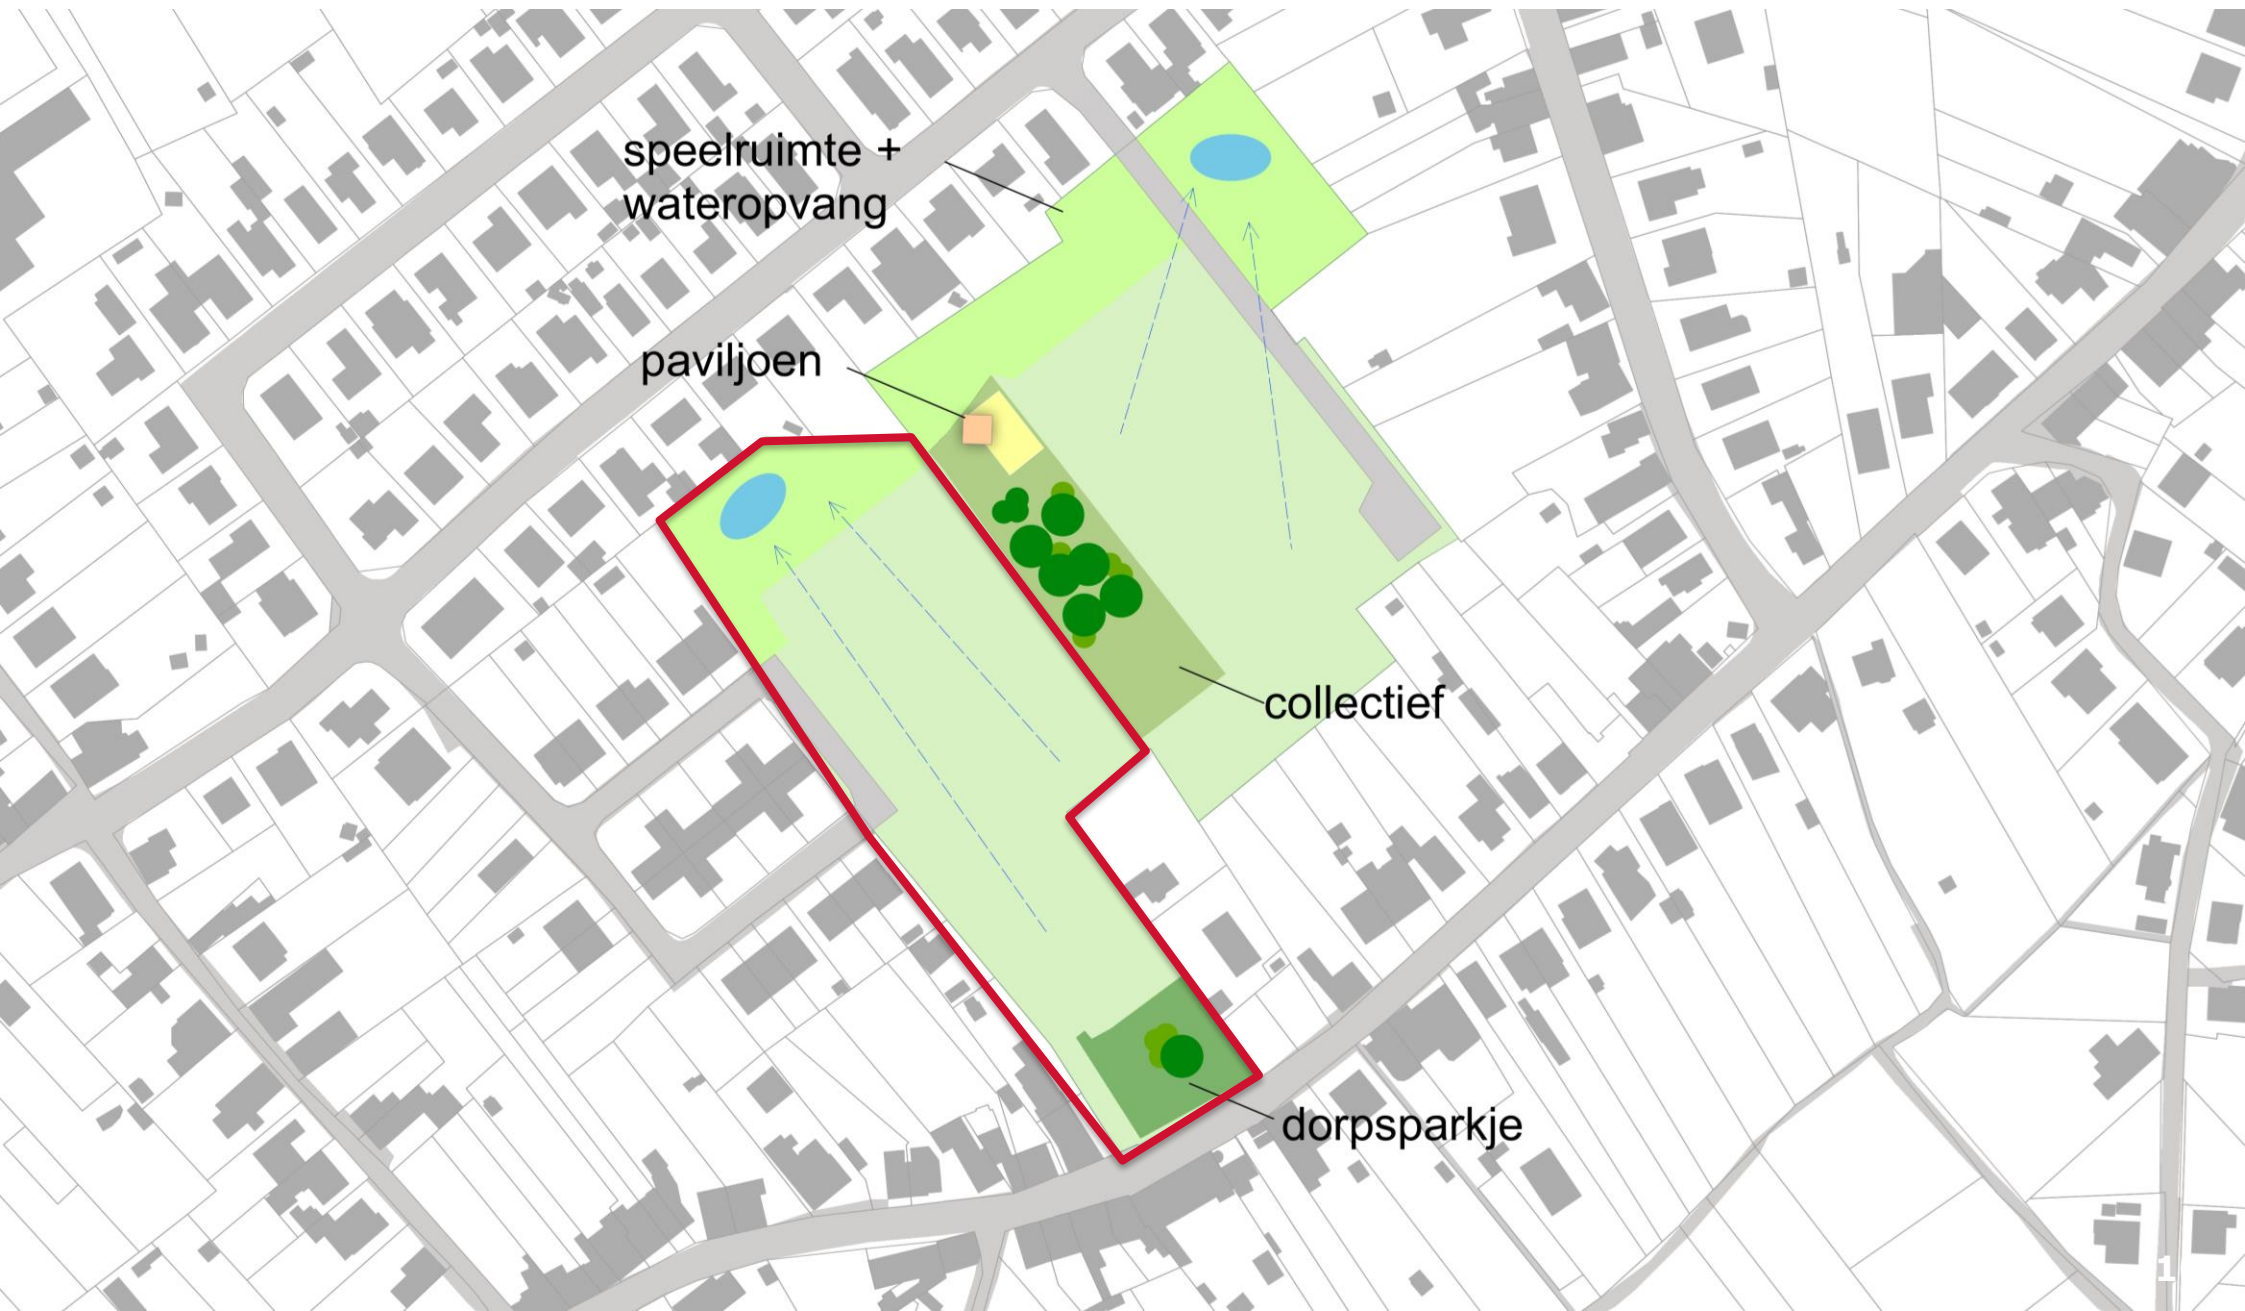 speelruimte +
wateropvang
paviljoen
collectief
dorpsparkje
1